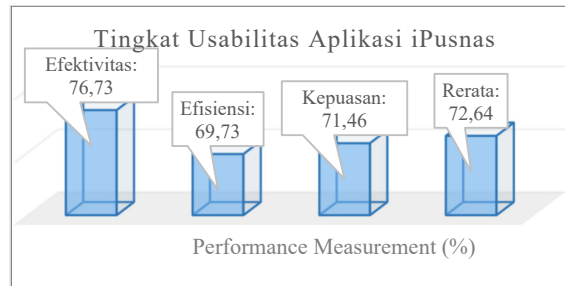 Tingkat Usabilitas Aplikasi iPusnas
Efektivitas:
76,73
Efisiensi:
69,73
Kepuasan:
71,46
Rerata:
72,64
Performance Measurement (%)